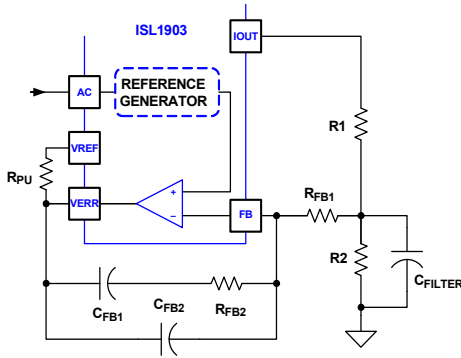 ISL1903
IOUT
AC
REFERENCE
GENERATOR
R1
VREF
RPU
VERR
+
−
FB
RFB1
R2
CFILTER
CFB1
CFB2
RFB2